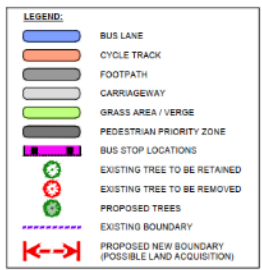 LEGEND:
BUS LANE
CYCLE TRACK
FOOTPATH
CARRIAGEWAY
GRASS AREA / VERGE
PEDESTRIAN PRIORITY ZONE
BUS STOP LOCATIONS
EXISTING TREE TO BE RETAINED
EXISTING TREE TO BE REMOVED
PROPOSED TREES
EXISTING BOUNDARY
PROPOSED NEW BOUNDARY
(POSSIBLE LAND ACQUISITION)